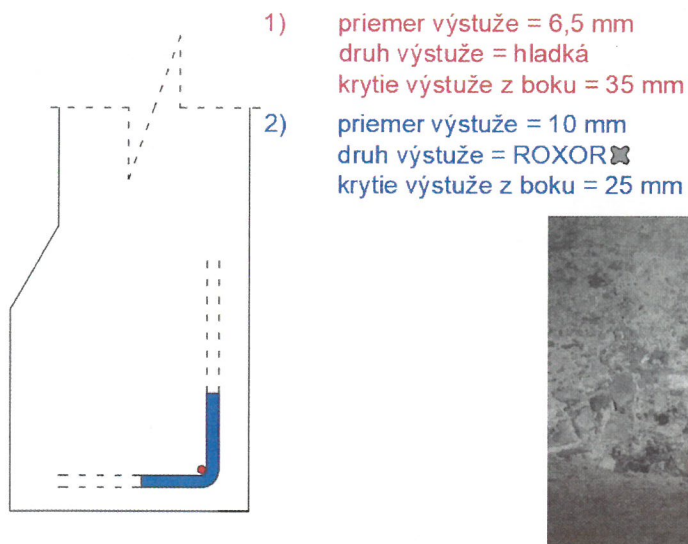 1) priemer výstuže = 6,5 mm
druh výstuže = hladká
krytie výstuže z boku = 35 mm
2) priemer výstuže = 10 mm
druh výstuže = ROXOR
krytie výstuže z boku = 25 mm